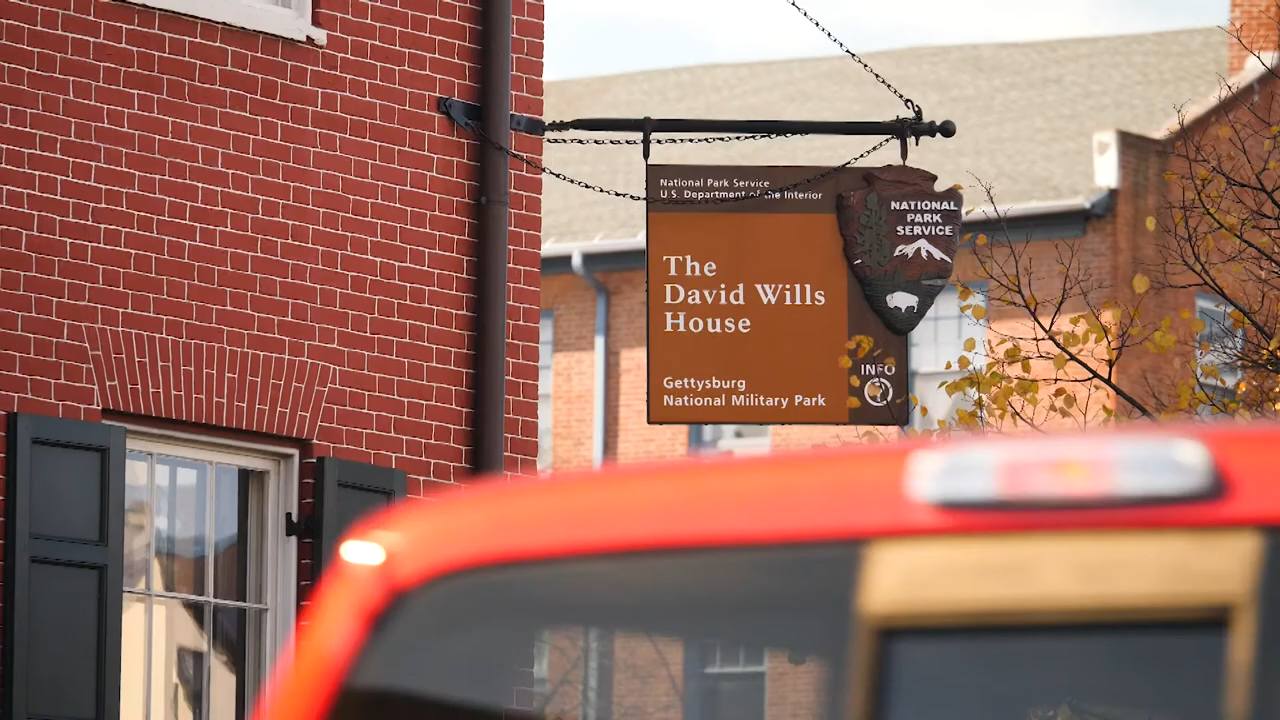 National Park Service
U.S. Department of the Interior
NATIONAL
PARK
SERVICE
The
David Wills
House
INFO
Gettysburg
National Military Park